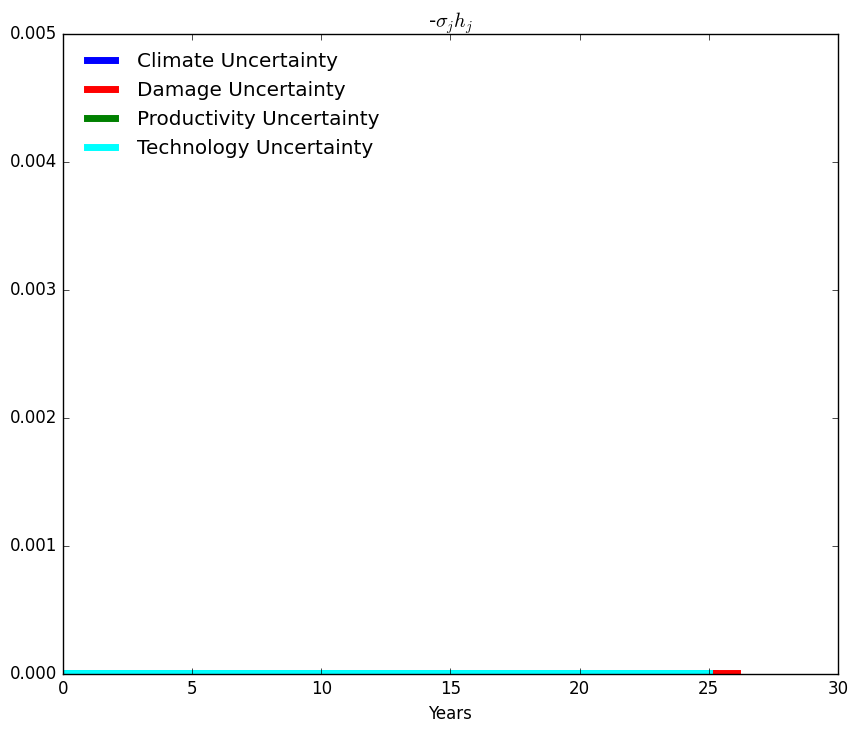 -σⱼhⱼ
0.005
Climate Uncertainty
Damage Uncertainty
Productivity Uncertainty
Technology Uncertainty
0.004
0.003
0.002
0.001
0.000
0 5 10 15 20 25 30
Years